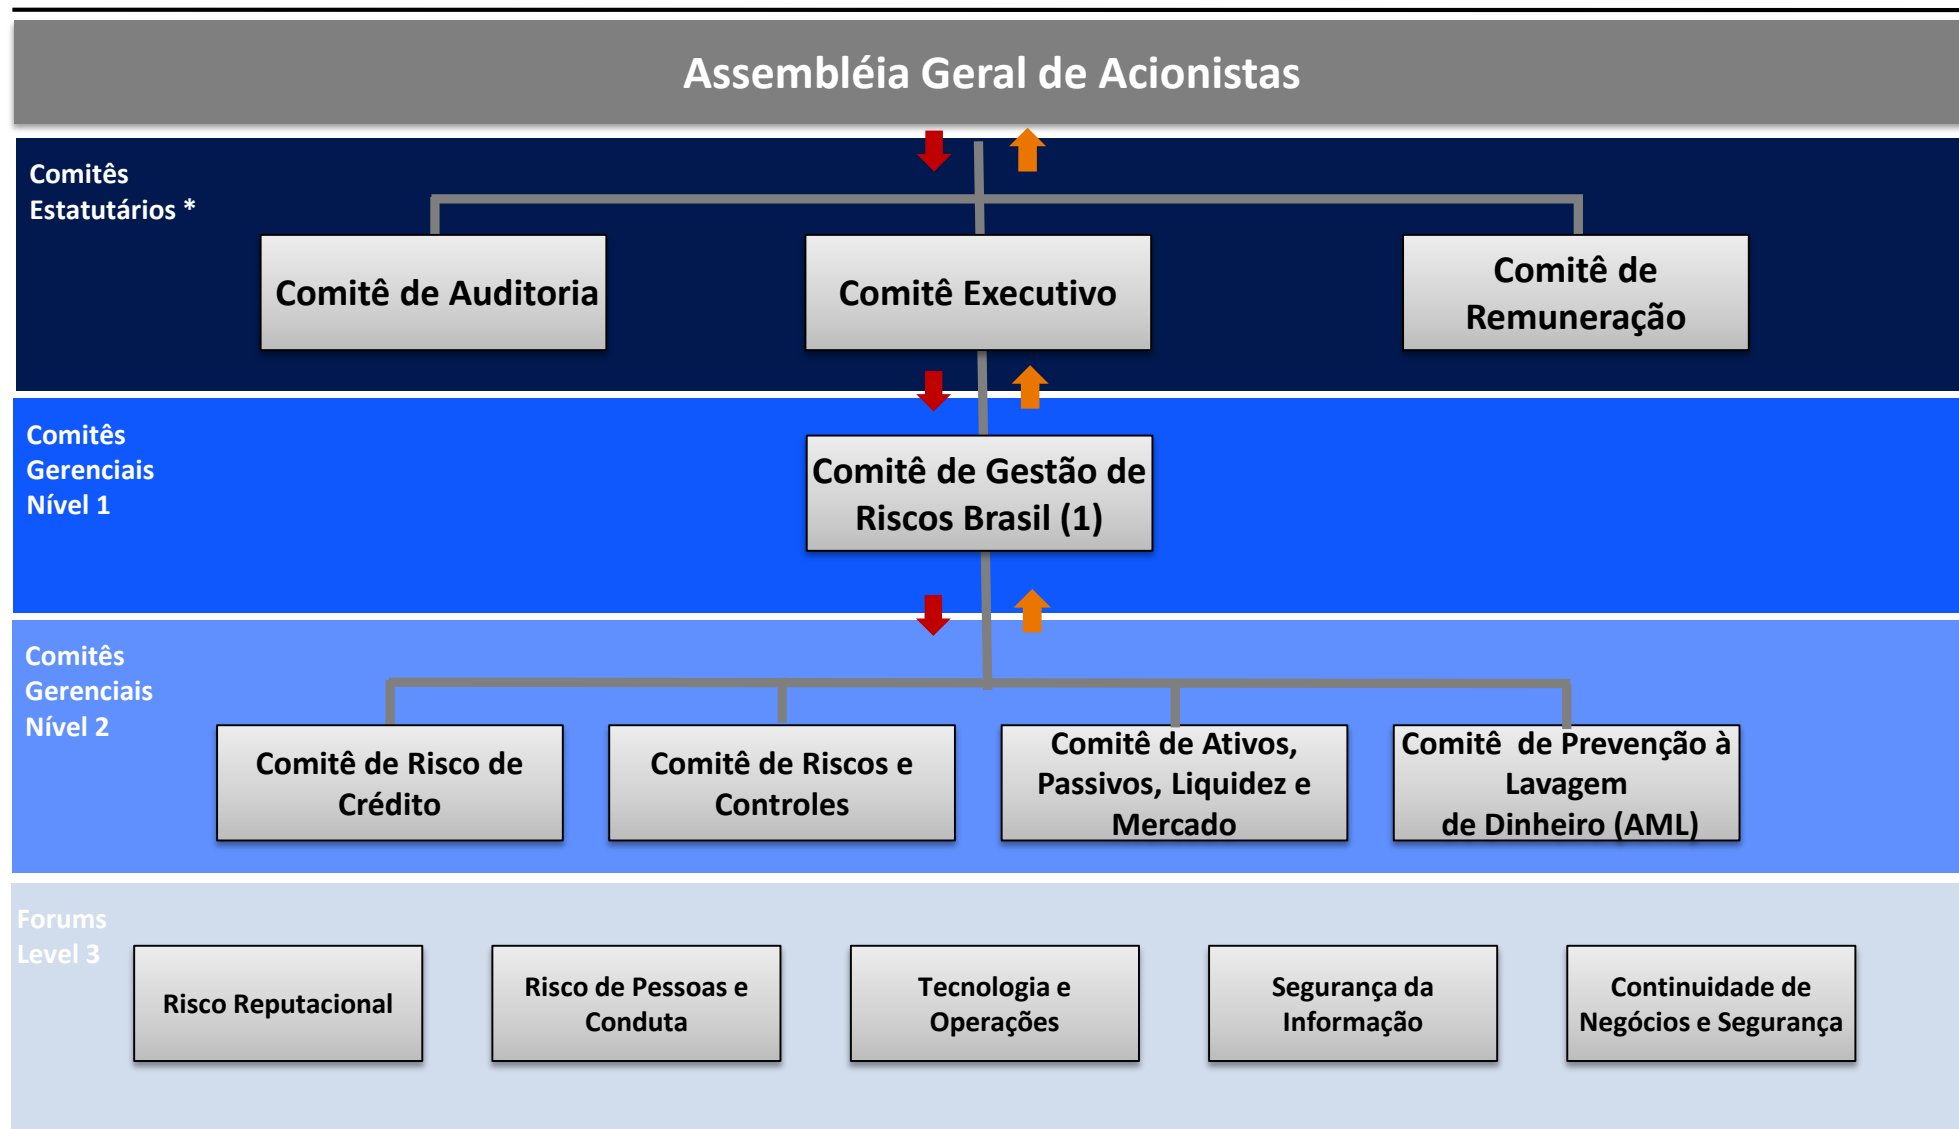 Assembléia Geral de Acionistas
Comitês
Estatutários *
Comitê de Auditoria
Comitê Executivo
Comitê de
Remuneração
Comitês
Gerenciais
Nível 1
Comitê de Gestão de
Riscos Brasil (1)
Comitês
Gerenciais
Nível 2
Comitê de Risco de
Crédito
Comitê de Riscos e
Controles
Comitê de Ativos,
Passivos, Liquidez e
Mercado
Comitê  de Prevenção à
Lavagem
de Dinheiro (AML)
Forums
Level 3
Risco Reputacional
Risco de Pessoas e
Conduta
Tecnologia e
Operações
Segurança da
Informação
Continuidade de
Negócios e Segurança